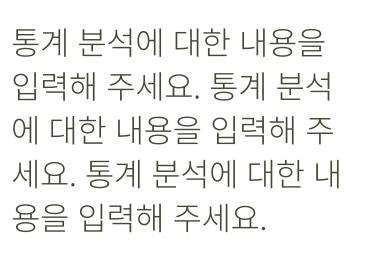 통계 분석에 대한 내용을
입력해 주세요. 통계 분석
에 대한 내용을 입력해 주
세요. 통계 분석에 대한 내
용을 입력해 주세요.